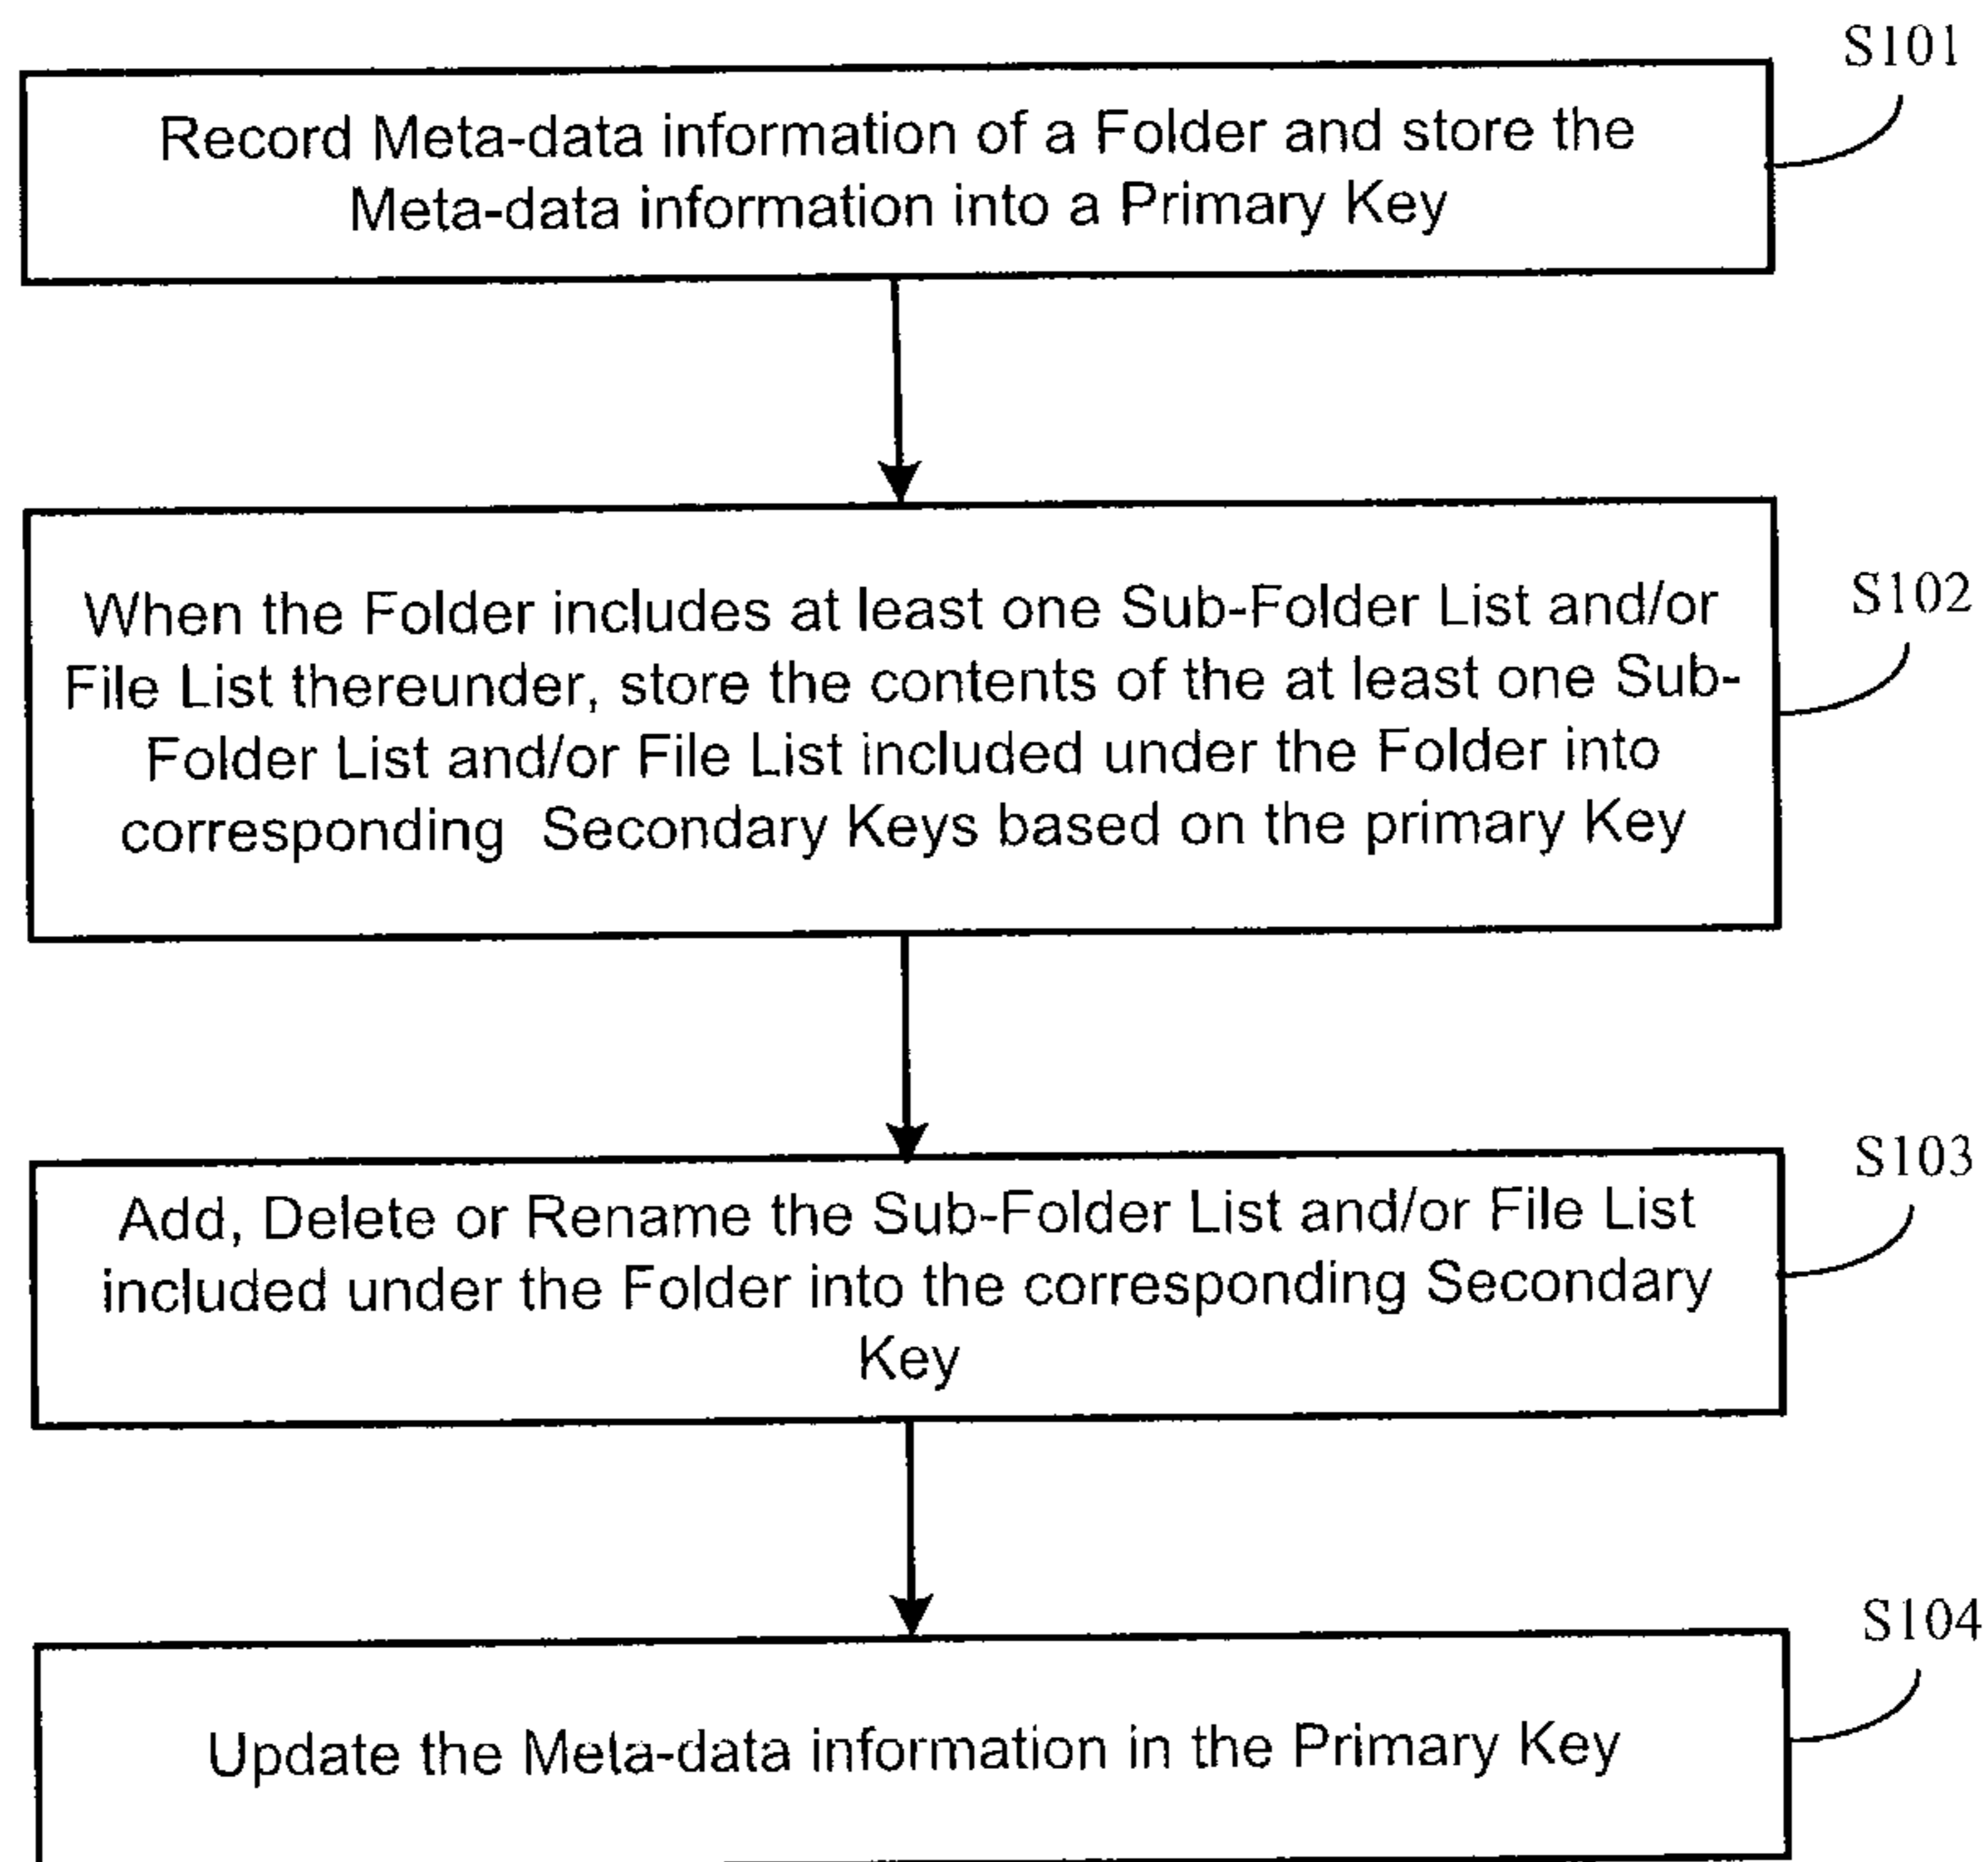 S101
Record Meta-data information of a Folder and store the
Meta-data information into a Primary Key
S102
When the Folder includes at least one Sub-Folder List and/or
File List thereunder, store the contents of the at least one Sub-
Folder List and/or File List included under the Folder into
corresponding Secondary Keys based on the primary Key
S103
Add, Delete or Rename the Sub-Folder List and/or File List
included under the Folder into the corresponding Secondary
Key
S104
Update the Meta-data information in the Primary Key